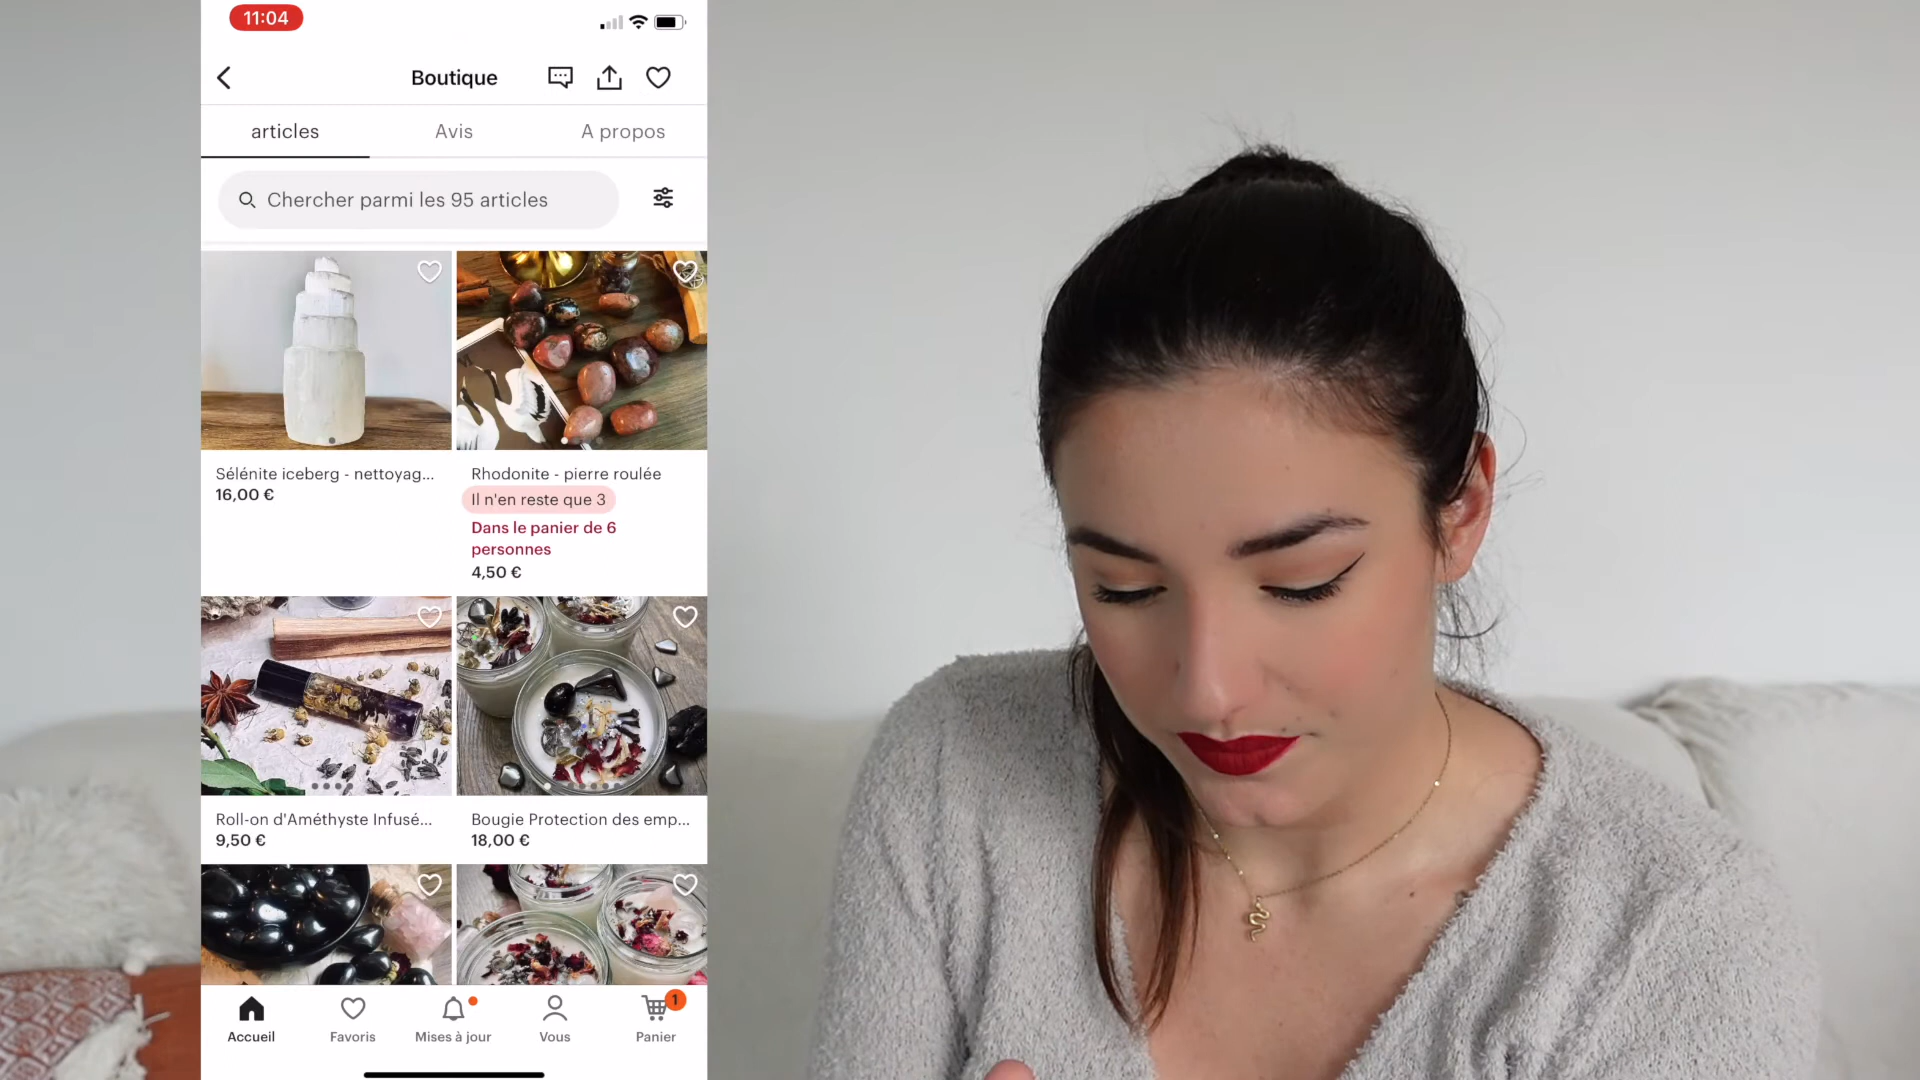 11:04
Boutique
articles
Avis
A propos
Chercher parmi les 95 articles
Sélénite iceberg - nettoyag...
16,00 €
Rhodonite - pierre roulée
Il n'en reste que 3
Dans le panier de 6
personnes
4,50 €
Roll-on d'Améthyste Infusé...
9,50 €
Bougie Protection des emp...
18,00 €
Accueil
Favoris
Mises à jour
Vous
1
Panier